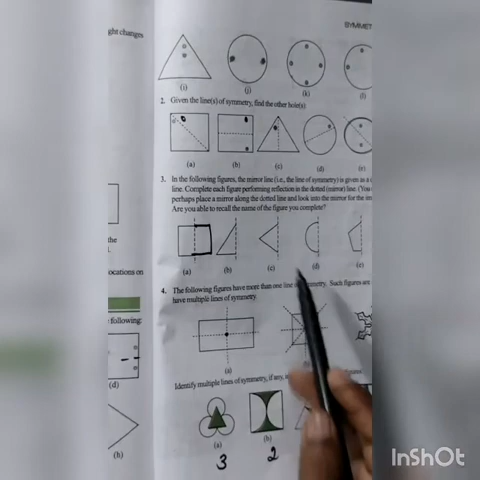 ght changes
SYMMET
(i) (j) (k) (l)
2. Given the line(s) of symmetry, find the other hole(s)
(a) (b) (c) (d) (e)
3. In the following figures, the mirror line (i.e., the line of symmetry) is given as a
line. Complete each figure performing reflection in the dotted (mirror) line. (You
perhaps place a mirror along the dotted line and look into the mirror for the im
Are you able to recall the name of the figure you complete?
the
(a) (b) (c) (d) (e)
ocations on
4. The following figures have more than one line symmetry. Such figures are
have multiple lines of symmetry.
following:
(a)
(d)
Identify multiple lines of symmetry, if any, i
(a) (b)
(h)
3 2
InShOt